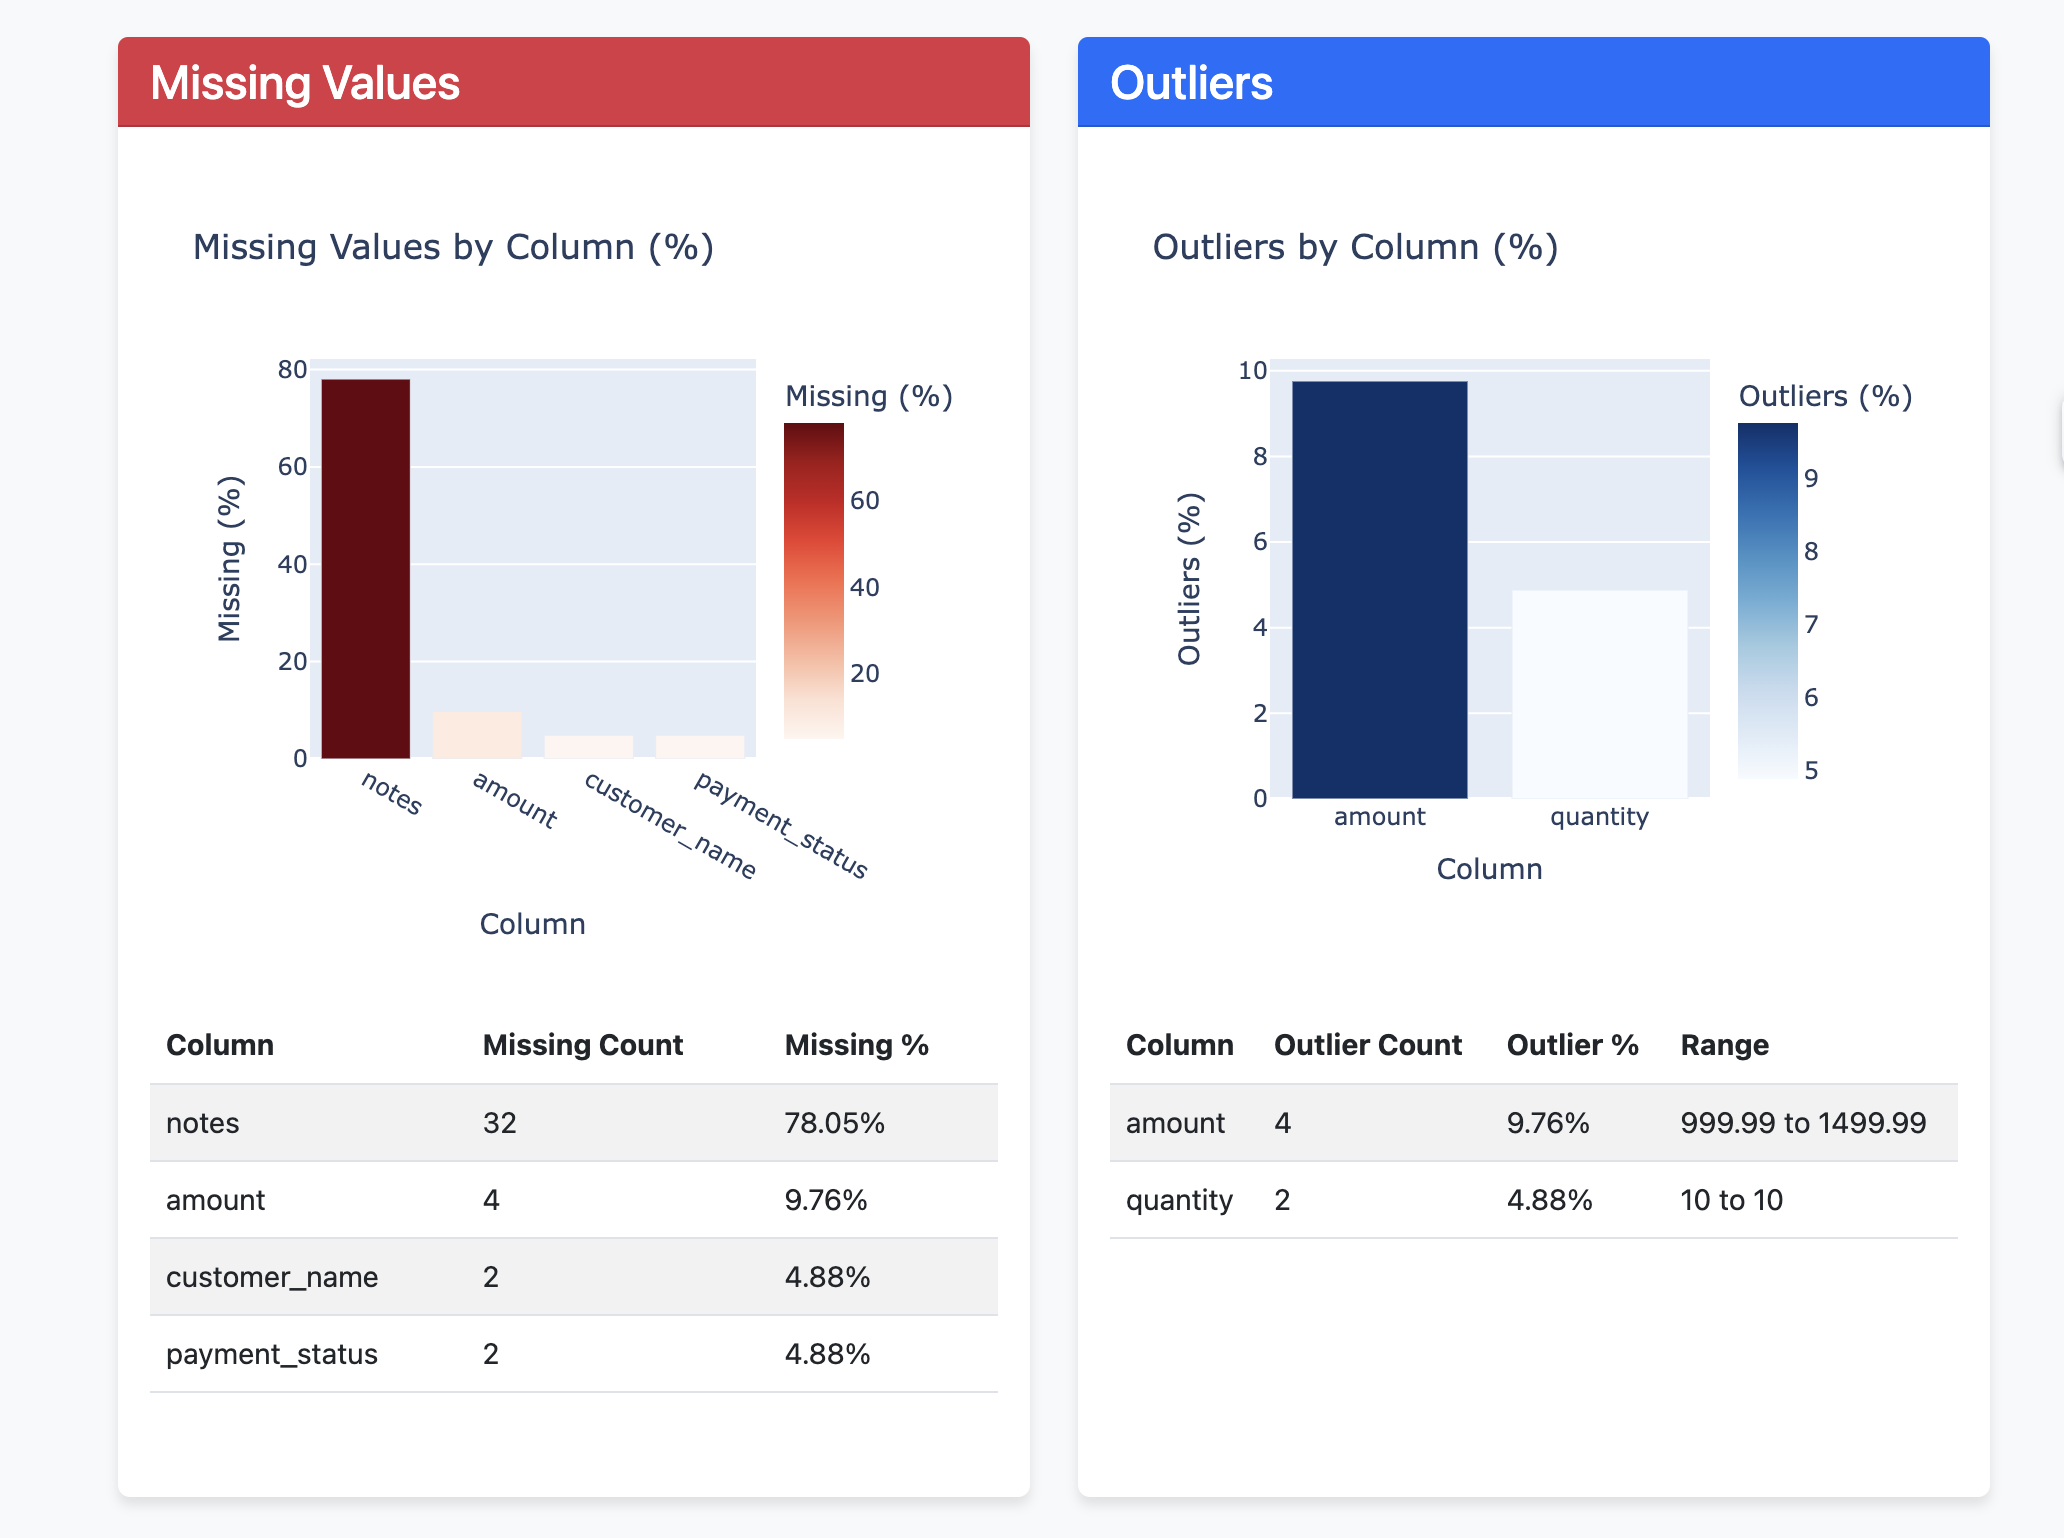 Missing Values
Missing Values by Column (%)
Missing (%)
80
60
40
20
0
notes
amount
customer_name
payment_status
Column
Missing (%)
60
40
20
Column Missing Count Missing %
notes 32 78.05%
amount 4 9.76%
customer_name 2 4.88%
payment_status 2 4.88%
Outliers
Outliers by Column (%)
Outliers (%)
10
8
6
4
2
0
amount quantity
Column
Outliers (%)
9
8
7
6
5
Column Outlier Count Outlier % Range
amount 4 9.76% 999.99 to 1499.99
quantity 2 4.88% 10 to 10